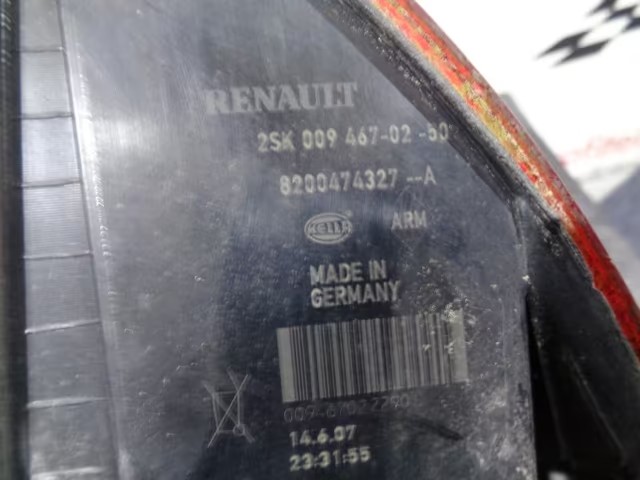 RENAULT
2SK 009 467-02 -50
8200474327 --A
HELLA ARM
MADE IN
GERMANY
14.6.07
23:31:55